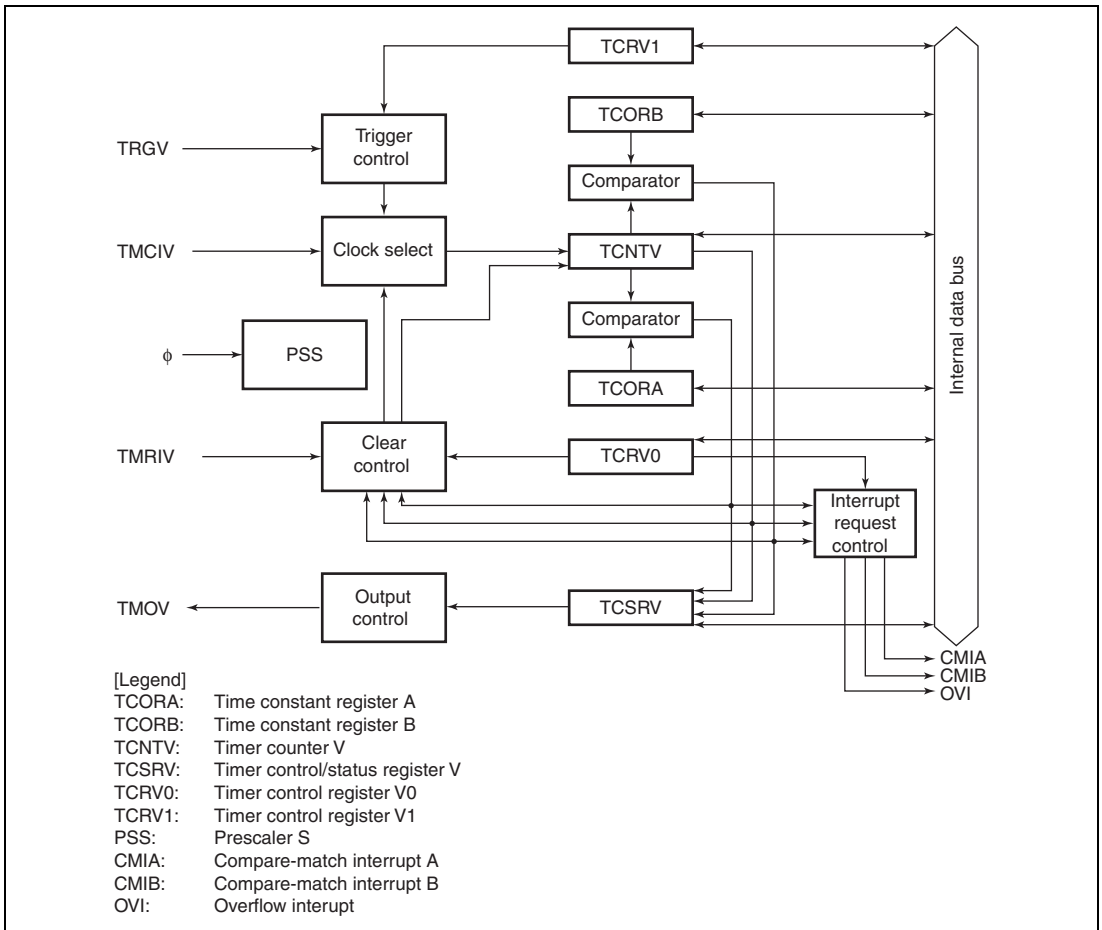 TCRV1
TCORB
Trigger
control
TRGV
Comparator
Clock select
TMCIV
TCNTV
Comparator
Internal data bus
φ
PSS
TCORA
Clear
control
TMRIV
TCRV0
Interrupt
request
control
Output
control
TMOV
TCSRV
CMIA
CMIB
OVI
[Legend]
TCORA: Time constant register A
TCORB: Time constant register B
TCNTV: Timer counter V
TCSRV: Timer control/status register V
TCRV0: Timer control register V0
TCRV1: Timer control register V1
PSS: Prescaler S
CMIA: Compare-match interrupt A
CMIB: Compare-match interrupt B
OVI: Overflow interupt